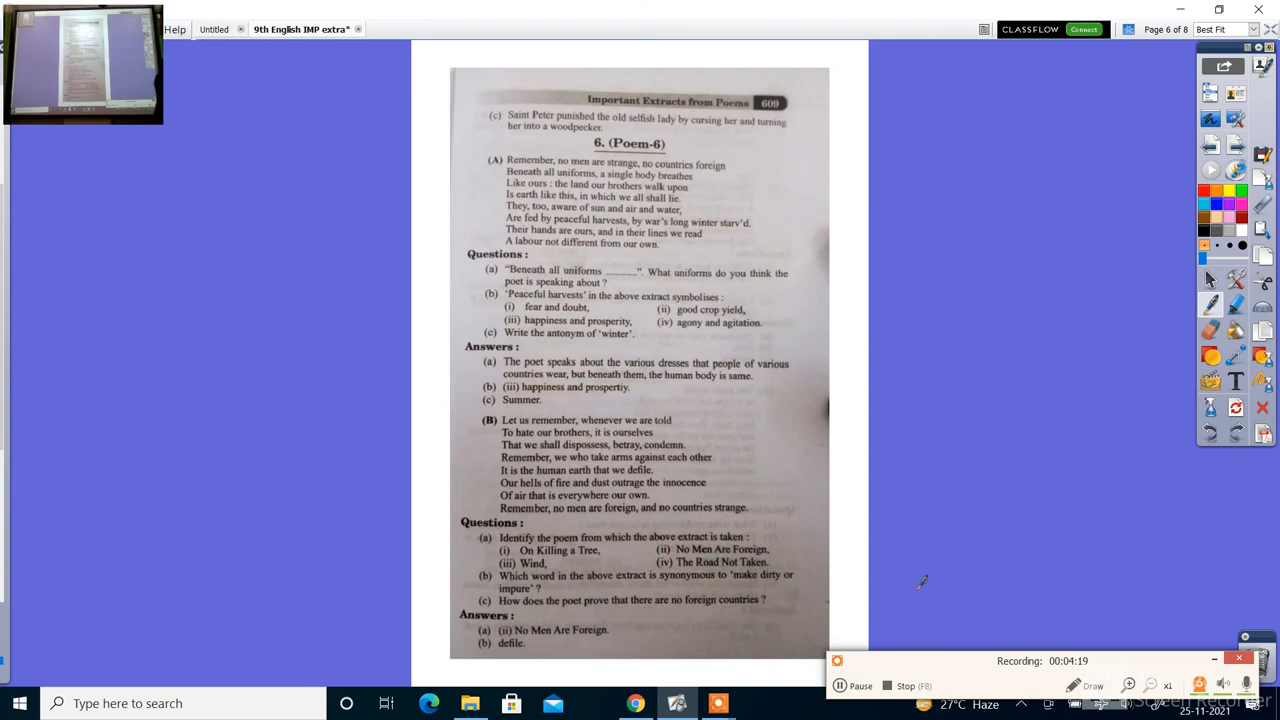 Help
Untitled
9th English IMP extra*
CLASSFLOW
Connect
Page 6 of 8
Best Fit
Important Extracts from Poems 609
(c) Saint Peter punished the old selfish lady by cursing her and turning
her into a woodpecker.
6. (Poem-6)
(A) Remember, no men are strange, no countries foreign
Beneath all uniforms, a single body breathes
Like ours : the land our brothers walk upon
Is earth like this, in which we all shall lie.
They, too, aware of sun and air and water,
Are fed by peaceful harvests, by war's long winter starv'd.
Their hands are ours, and in their lines we read
A labour not different from our own.
Questions :
(a) “Beneath all uniforms ............”. What uniforms do you think the
poet is speaking about ?
(b) ‘Peaceful harvests’ in the above extract symbolises :
(i) fear and doubt, (ii) good crop yield,
(iii) happiness and prosperity, (iv) agony and agitation.
(c) Write the antonym of ‘winter’.
Answers :
(a) The poet speaks about the various dresses that people of various
countries wear, but beneath them, the human body is same.
(b) (iii) happiness and prospertiy.
(c) Summer.
(B) Let us remember, whenever we are told
To hate our brothers, it is ourselves
That we shall dispossess, betray, condemn.
Remember, we who take arms against each other
It is the human earth that we defile.
Our hells of fire and dust outrage the innocence
Of air that is everywhere our own.
Remember, no men are foreign, and no countries strange.
Questions :
(a) Identify the poem from which the above extract is taken :
(i) On Killing a Tree, (ii) No Men Are Foreign,
(iii) Wind, (iv) The Road Not Taken.
(b) Which word in the above extract is synonymous to ‘make dirty or
impure’ ?
(c) How does the poet prove that there are no foreign countries ?
Answers :
(a) (ii) No Men Are Foreign.
(b) defile.
Recording: 00:04:19
Pause
Stop (F8)
Draw
x1
RecordingScreen
Type here to search
27°C Haze
25-11-2021